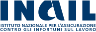 INAIL
ISTITUTO NAZIONALE PER L'ASSICURAZIONE
CONTRO GLI INFORTUNI SUL LAVORO